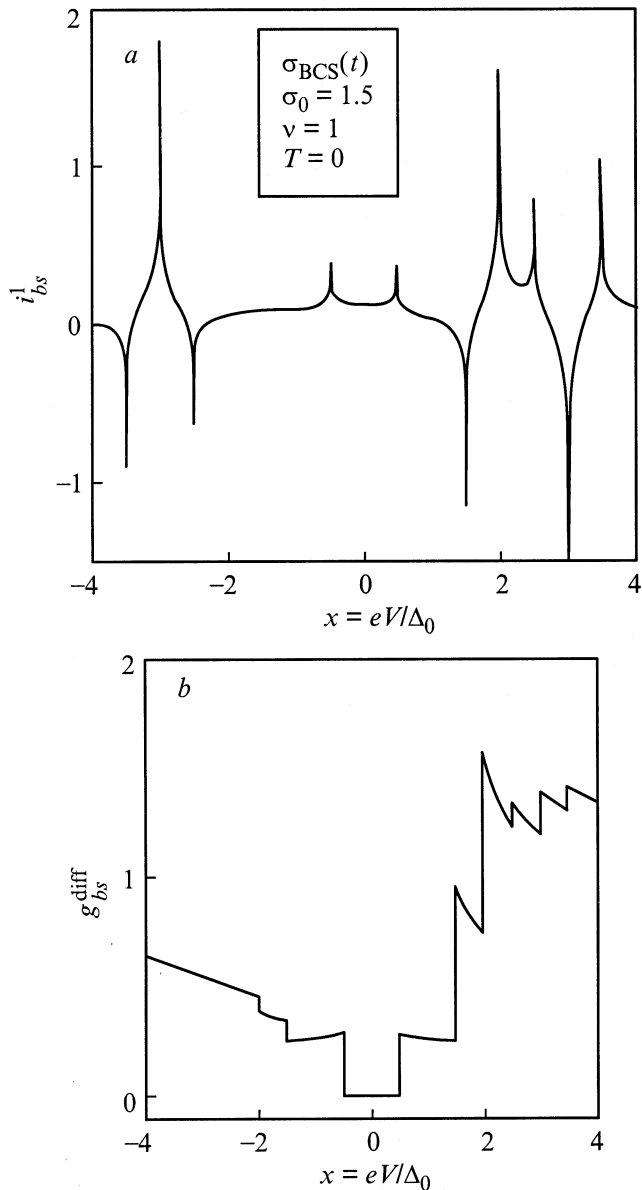 2
a
σ_BCS(t)
σ_0 = 1.5
ν = 1
T = 0
1
i^1_bs
0
−1
−4 −2 0 2 4
x = eV/Δ_0
2
b
1
g^diff_bs
0
−4 −2 0 2 4
x = eV/Δ_0